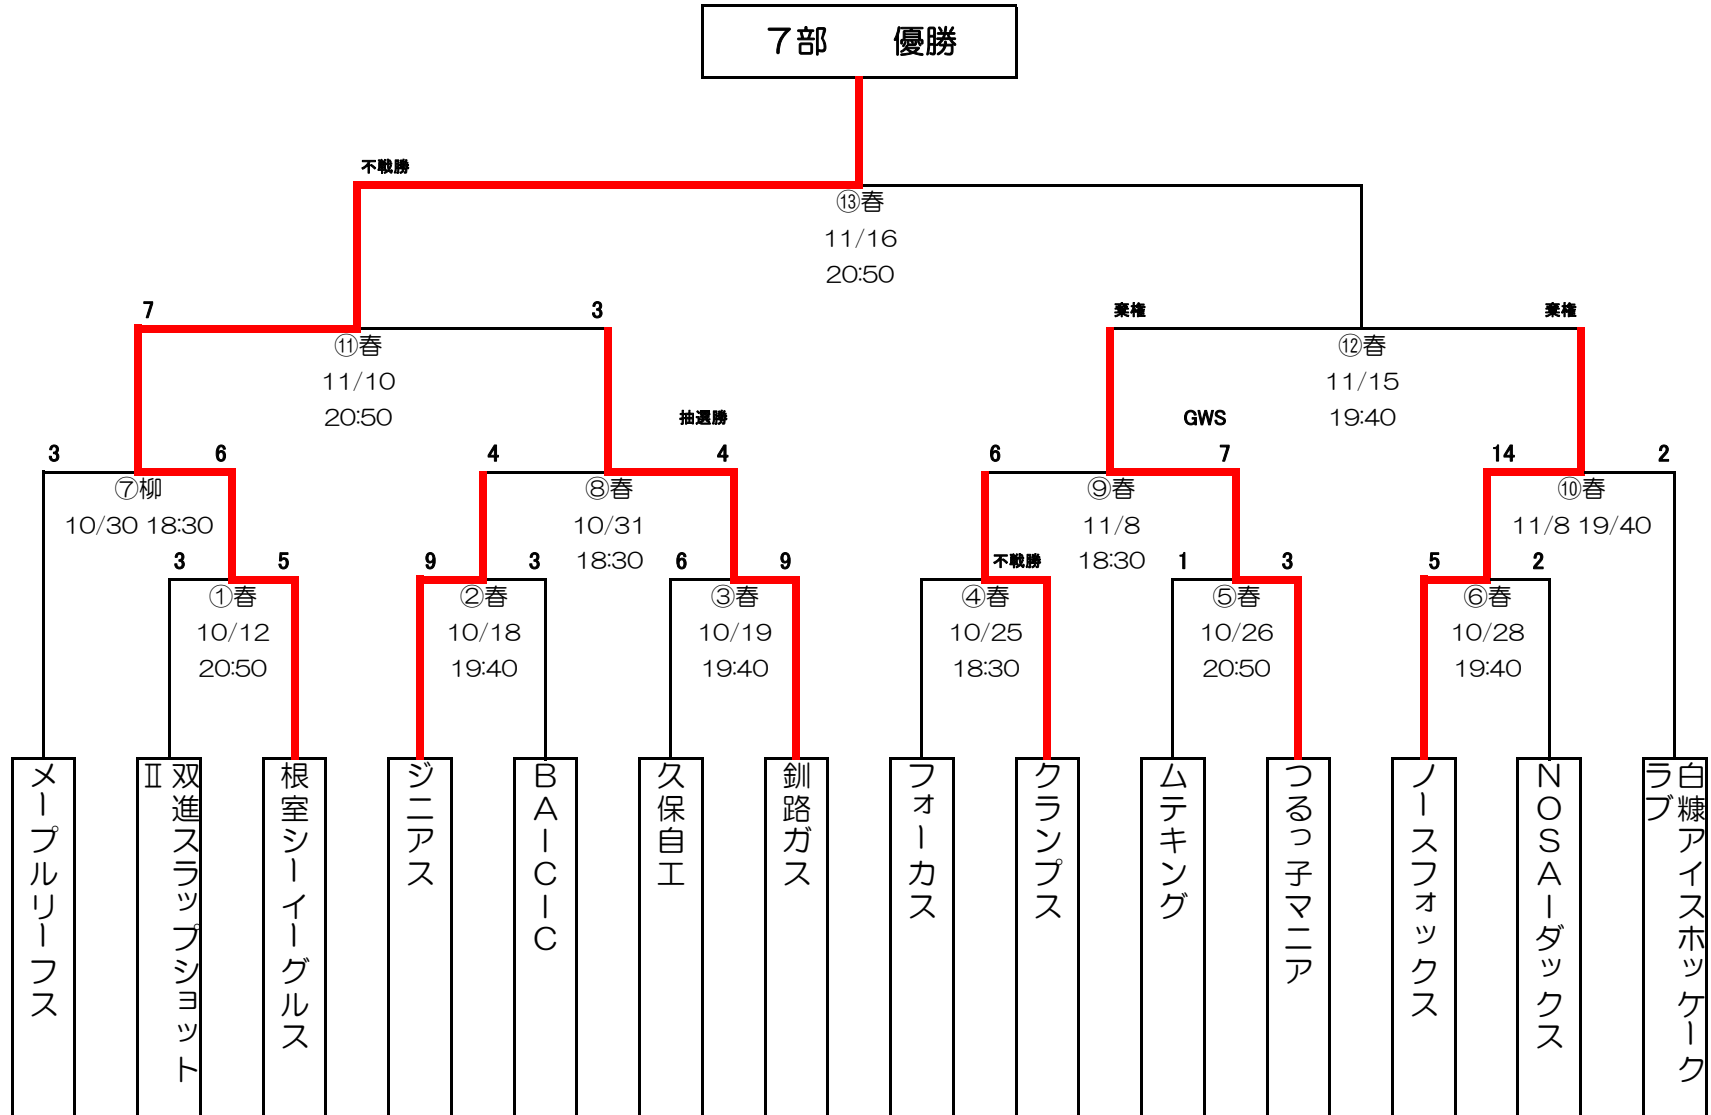 ７部　優勝
不戦勝
⑬春
11/16
20:50
7
3
棄権
棄権
⑪春
11/10
20:50
⑫春
11/15
19:40
抽選勝
GWS
3
6
4
4
6
7
14
2
⑦柳
10/30 18:30
⑧春
10/31
18:30
⑨春
11/8
18:30
⑩春
11/8 19/40
3
5
9
3
6
9
不戦勝
1
3
5
2
①春
10/12
20:50
②春
10/18
19:40
③春
10/19
19:40
④春
10/25
18:30
⑤春
10/26
20:50
⑥春
10/28
19:40
メープルリーフス
双進スラップショット
Ⅱ
根室シーイーグルス
ジニアス
ＢＡ－Ｃ－Ｃ
久保自工
釧路ガス
フォーカス
クランプス
ムテキング
つるっ子マニア
ノースフォックス
ＮＯＳＡ－ダックス
白糠アイスホッケーク
ラブ